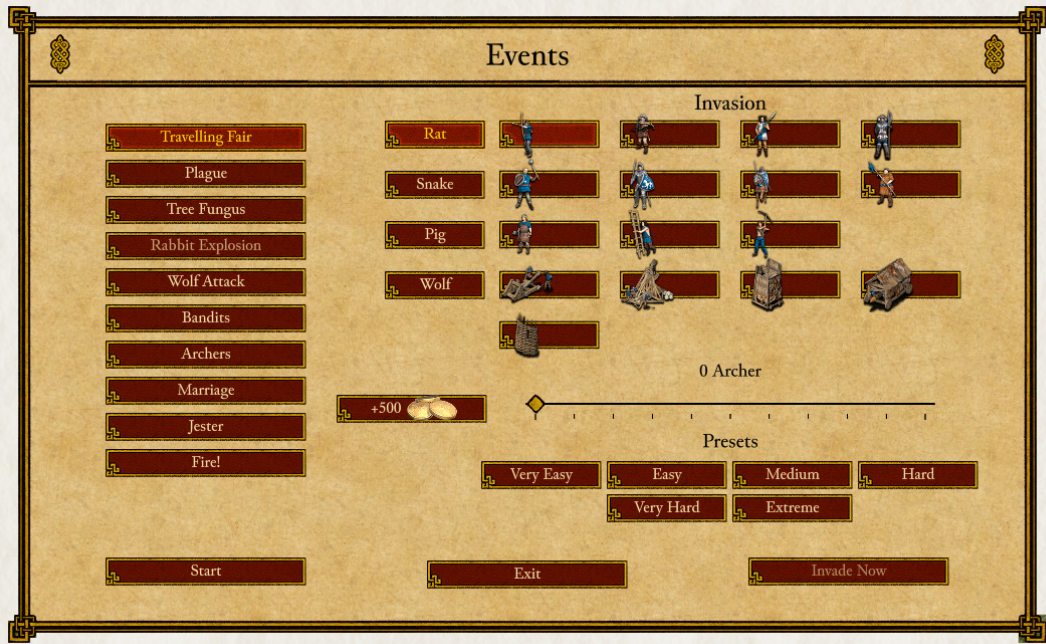 Events
Travelling Fair
Plague
Tree Fungus
Rabbit Explosion
Wolf Attack
Bandits
Archers
Marriage
Jester
Fire!
Start
Invasion
Rat
Snake
Pig
Wolf
0 Archer
+500
Presets
Very Easy Easy Medium Hard
Very Hard Extreme
Exit
Invade Now